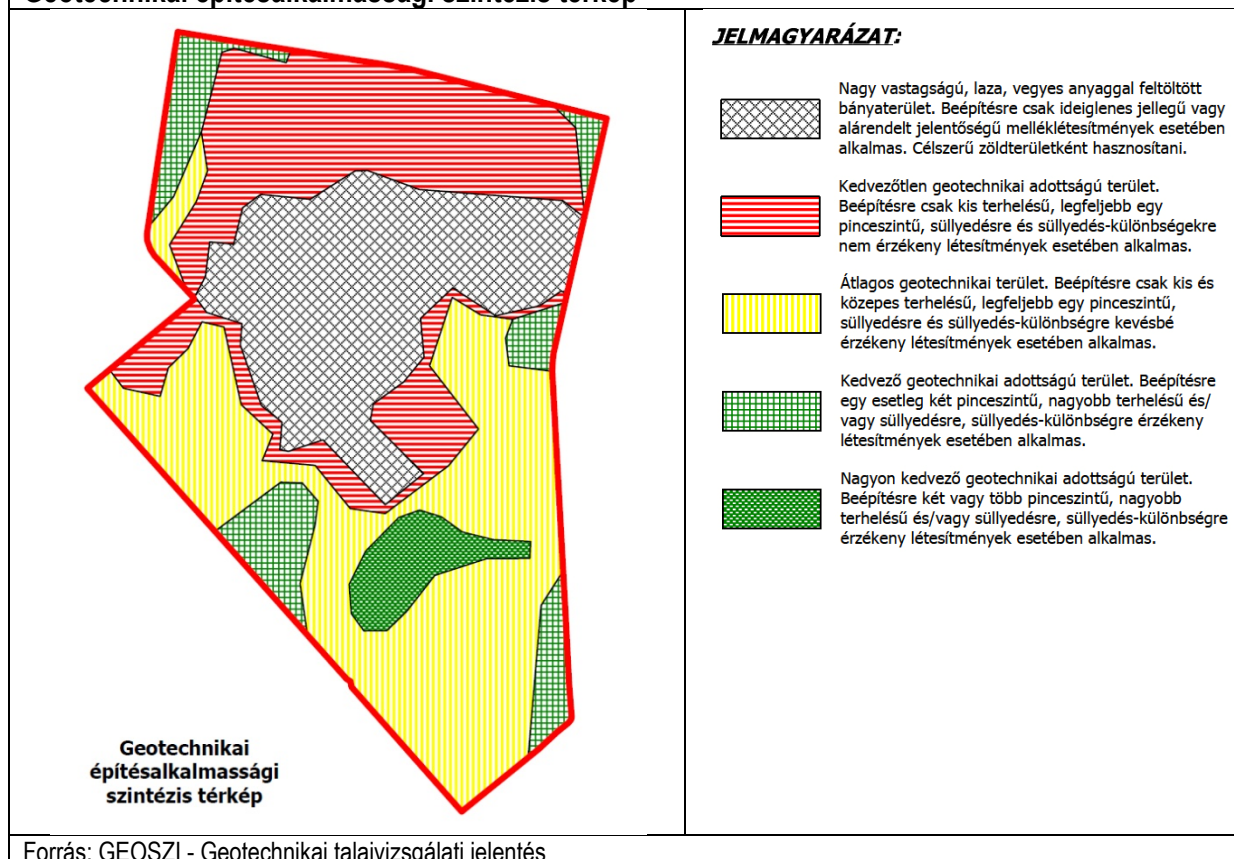 Geotechnikai építésalkalmassági szintézis térkép
JELMAGYARÁZAT:
Nagy vastagságú, laza, vegyes anyaggal feltöltött
bányaterület. Beépítésre csak ideiglenes jellegű vagy
alárendelt jelentőségű melléklétesítmények esetében
alkalmas. Célszerű zöldterületként hasznosítani.
Kedvezőtlen geotechnikai adottságú terület.
Beépítésre csak kis terhelésű, legfeljebb egy
pinceszintű, süllyedésre és süllyedés-különbségekre
nem érzékeny létesítmények esetében alkalmas.
Átlagos geotechnikai terület. Beépítésre csak kis és
közepes terhelésű, legfeljebb egy pinceszintű,
süllyedésre és süllyedés-különbségre kevésbé
érzékeny létesítmények esetében alkalmas.
Kedvező geotechnikai adottságú terület. Beépítésre
egy esetleg két pinceszintű, nagyobb terhelésű és/
vagy süllyedésre, süllyedés-különbségre érzékeny
létesítmények esetében alkalmas.
Nagyon kedvező geotechnikai adottságú terület.
Beépítésre két vagy több pinceszintű, nagyobb
terhelésű és/vagy süllyedésre, süllyedés-különbségre
érzékeny létesítmények esetében alkalmas.
Geotechnikai
építésalkalmassági
szintézis térkép
Forrás: GEOSZI - Geotechnikai talajvizsgálati jelentés